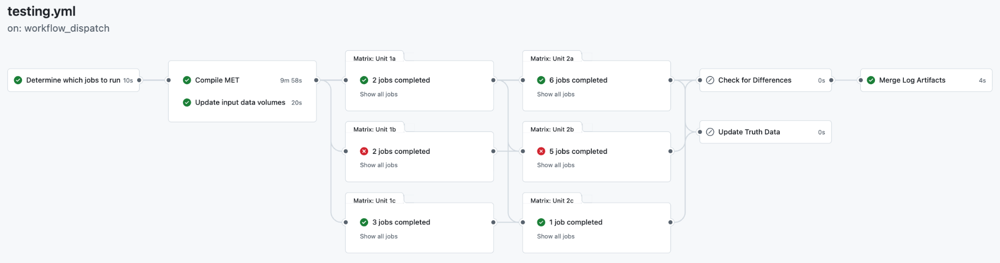 testing.yml
on: workflow_dispatch
Determine which jobs to run 10s
Compile MET 9m 58s
Update input data volumes 20s
Matrix: Unit 1a
2 jobs completed
Show all jobs
Matrix: Unit 1b
2 jobs completed
Show all jobs
Matrix: Unit 1c
3 jobs completed
Show all jobs
Matrix: Unit 2a
6 jobs completed
Show all jobs
Matrix: Unit 2b
5 jobs completed
Show all jobs
Matrix: Unit 2c
1 job completed
Show all jobs
Check for Differences 0s
Update Truth Data 0s
Merge Log Artifacts 4s